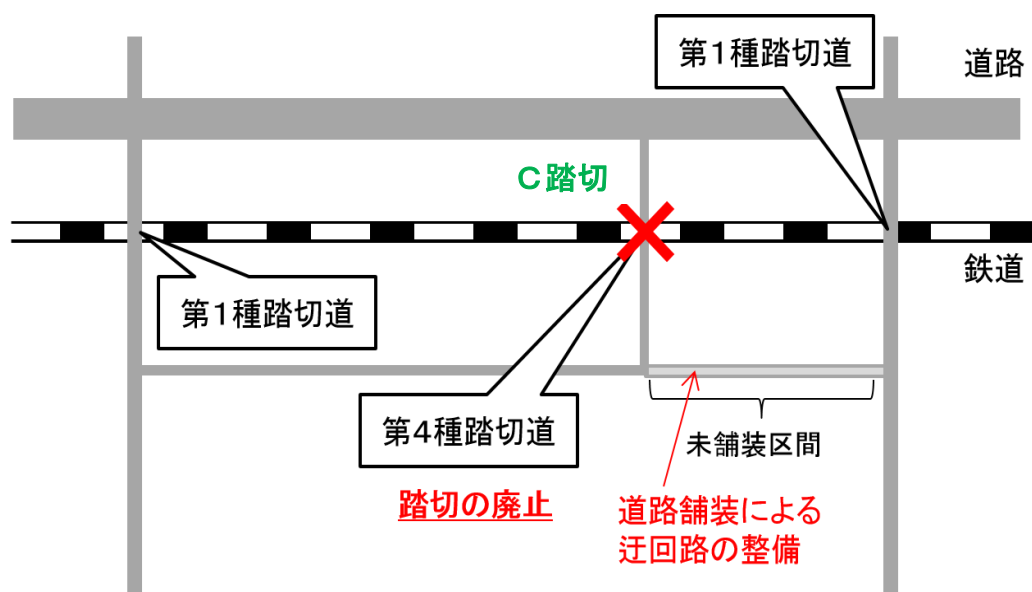 第１種踏切道
道路
Ｃ踏切
鉄道
第１種踏切道
第４種踏切道
未舗装区間
踏切の廃止
道路舗装による
迂回路の整備